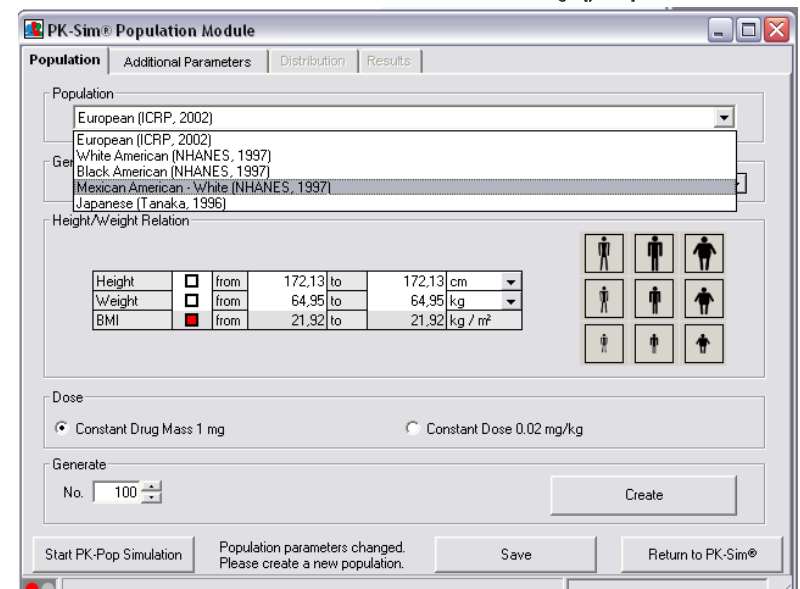 PK-Sim® Population Module
Population Additional Parameters Distribution Results
Population
European (ICRP, 2002)
European (ICRP, 2002)
White American (NHANES, 1997)
Black American (NHANES, 1997)
Mexican American - White (NHANES, 1997)
Japanese (Tanaka, 1996)
Height/Weight Relation
Height from 172,13 to 172,13 cm
Weight from 64,95 to 64,95 kg
BMI from 21,92 to 21,92 kg / m²
Dose
Constant Drug Mass 1 mg Constant Dose 0.02 mg/kg
Generate
No. 100 Create
Start PK-Pop Simulation Population parameters changed. Save Return to PK-Sim®
Please create a new population.